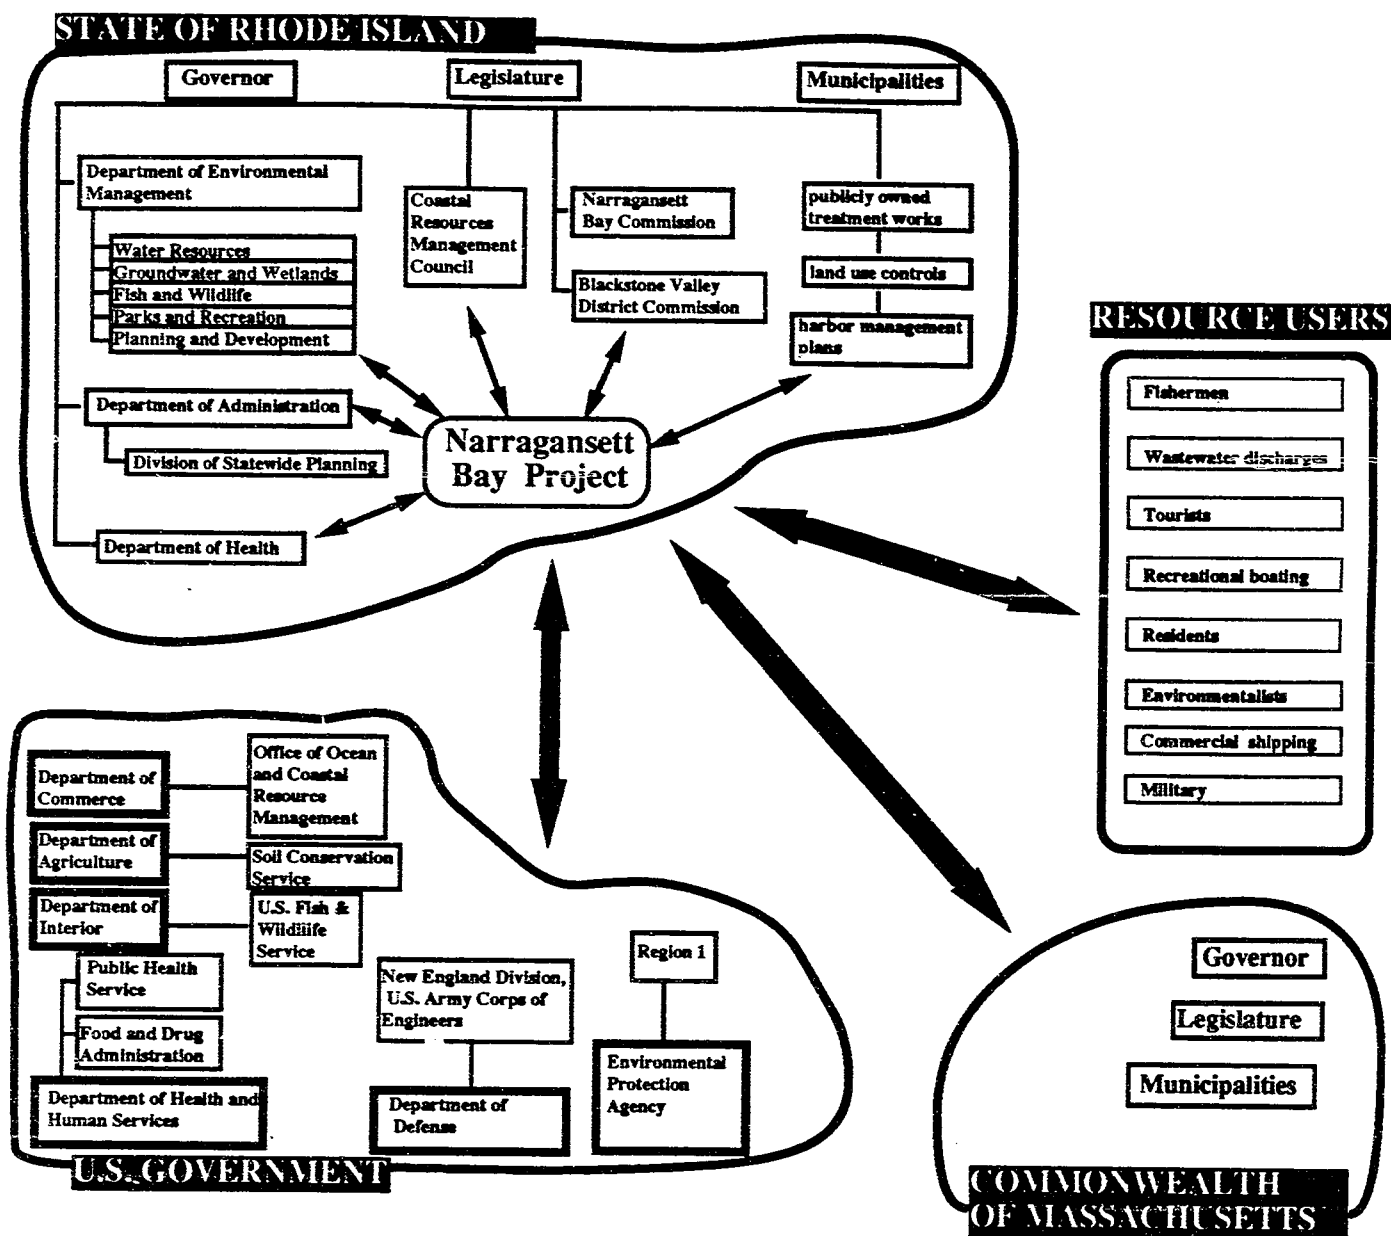 STATE OF RHODE ISLAND
Governor
Legislature
Municipalities
Department of Environmental
Management
Water Resources
Groundwater and Wetlands
Fish and Wildlife
Parks and Recreation
Planning and Development
Department of Administration
Division of Statewide Planning
Department of Health
Coastal
Resources
Management
Council
Narragansett
Bay Commission
Blackstone Valley
District Commission
publicly owned
treatment works
land use controls
harbor management
plans
Narragansett
Bay Project
RESOURCE USERS
Fishermen
Wastewater discharges
Tourists
Recreational boating
Residents
Environmentalists
Commercial shipping
Military
Department of
Commerce
Office of Ocean
and Coastal
Resource
Management
Department of
Agriculture
Soil Conservation
Service
Department of
Interior
U.S. Fish &
Wildlife
Service
Public Health
Service
Food and Drug
Administration
Department of Health and
Human Services
New England Division,
U.S. Army Corps of
Engineers
Department of
Defense
Region 1
Environmental
Protection
Agency
U.S. GOVERNMENT
Governor
Legislature
Municipalities
COMMONWEALTH
OF MASSACHUSETTS